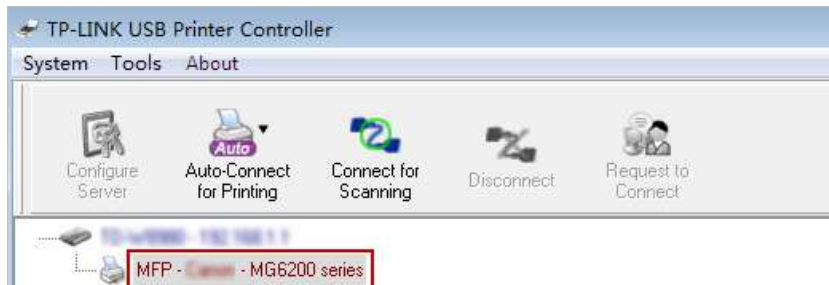 TP-LINK USB Printer Controller
System Tools About
Auto
Configure Server
Auto-Connect for Printing
Connect for Scanning
Disconnect
Request to Connect
MFP - - MG6200 series